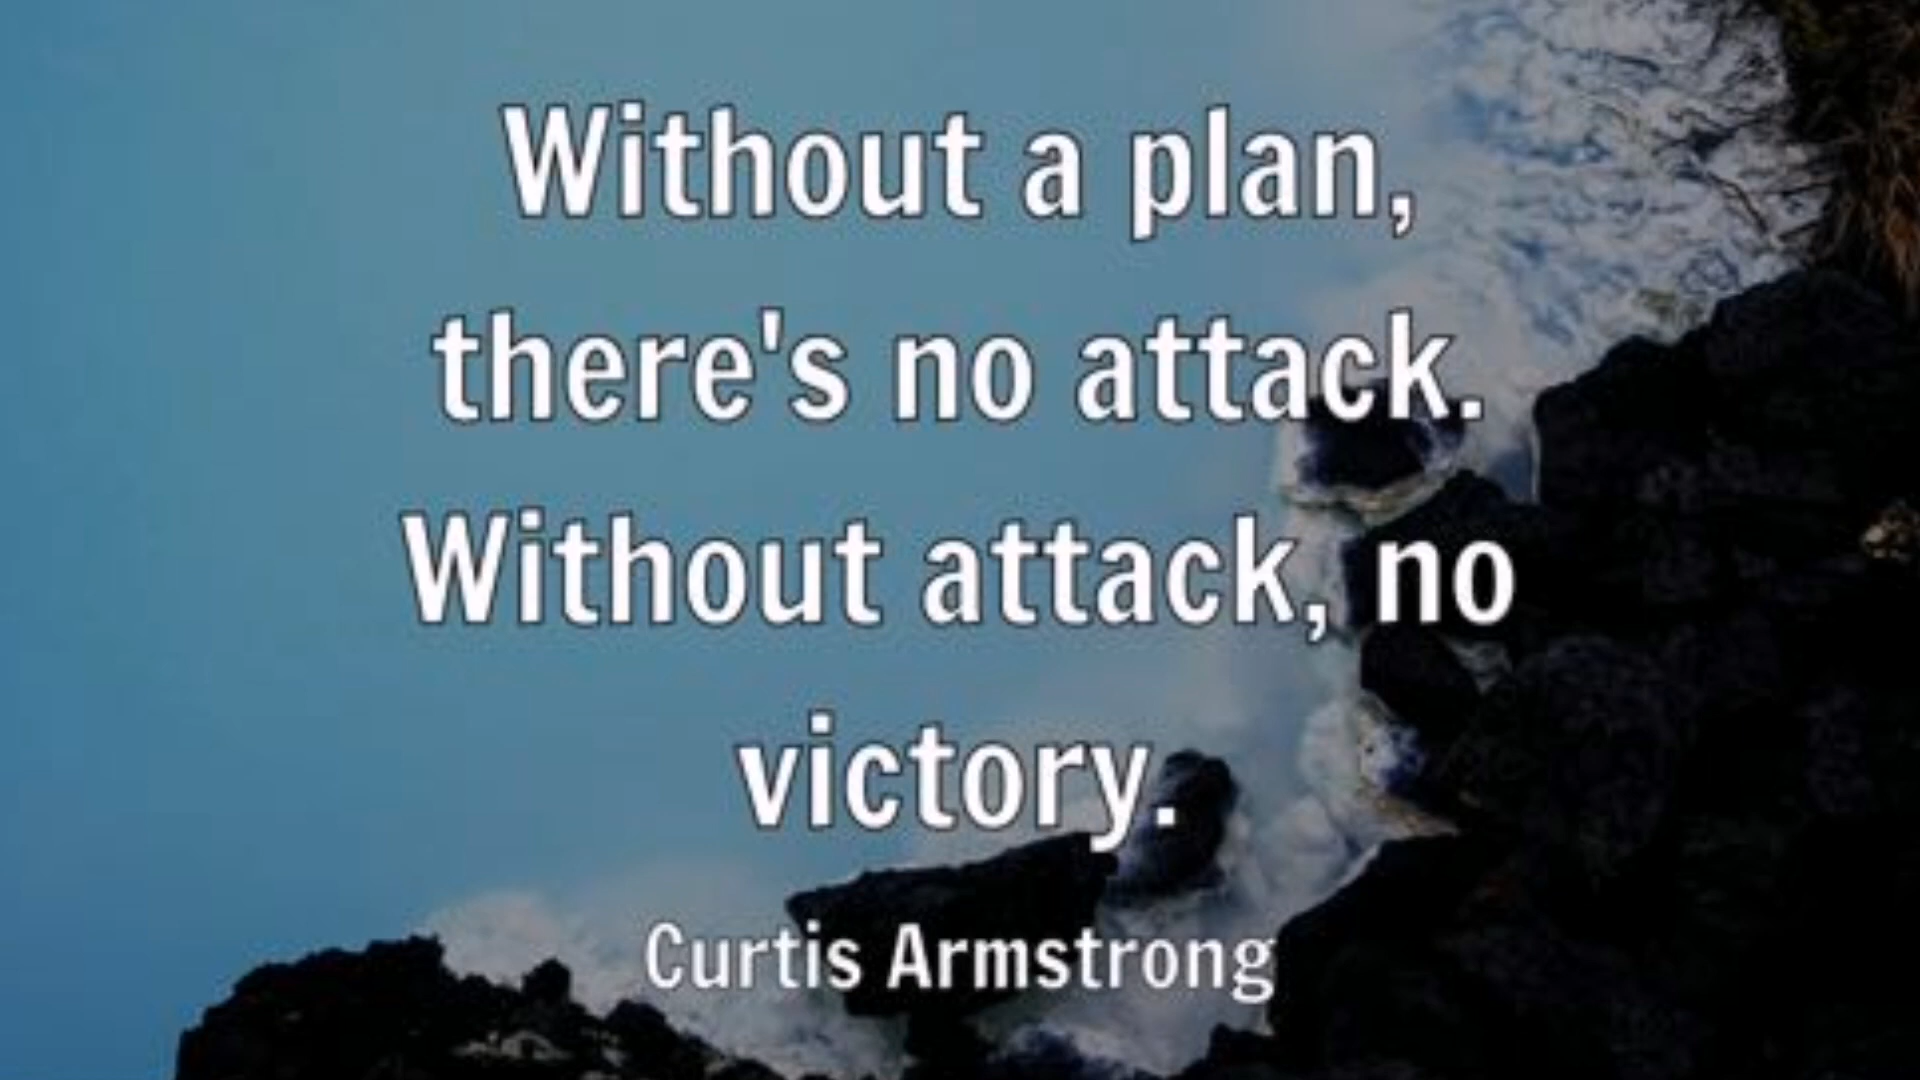 Without a plan,
there's no attack.
Without attack, no
victory.
Curtis Armstrong